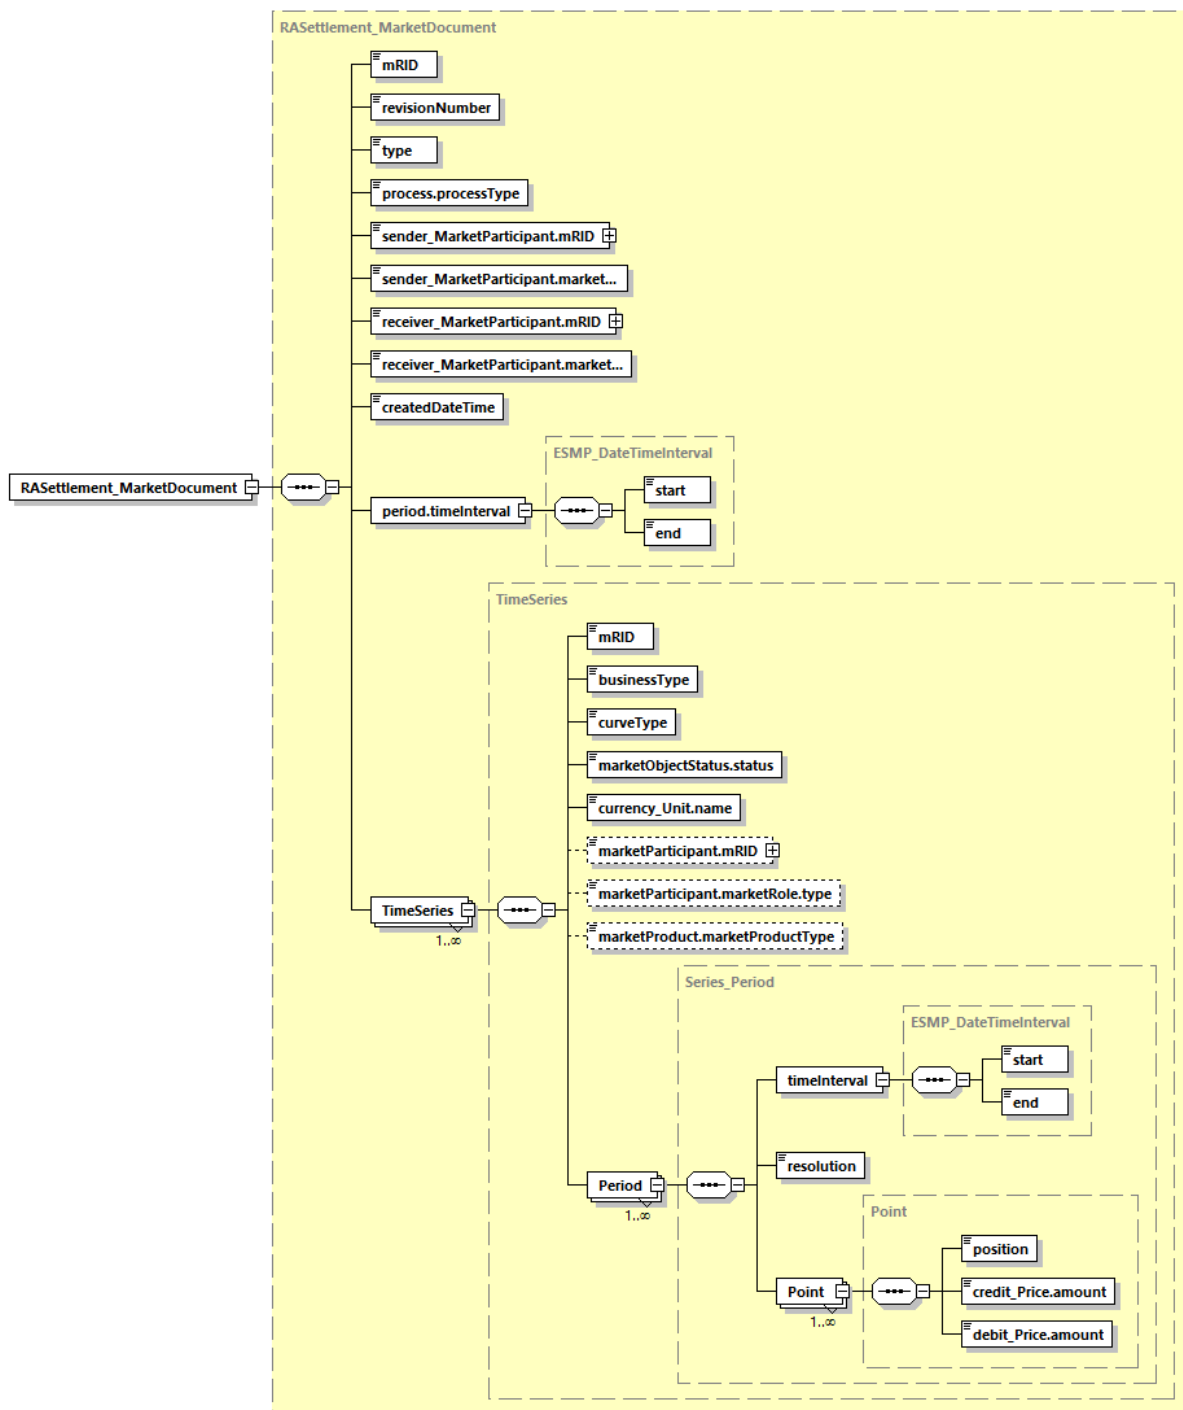 RASettlement_MarketDocument
mRID
revisionNumber
type
process.processType
sender_MarketParticipant.mRID
sender_MarketParticipant.market...
receiver_MarketParticipant.mRID
receiver_MarketParticipant.market...
createdDateTime
RASettlement_MarketDocument
ESMP_DateTimeInterval
period.timeInterval
start
end
TimeSeries
mRID
businessType
curveType
marketObjectStatus.status
currency_Unit.name
marketParticipant.mRID
marketParticipant.marketRole.type
marketProduct.marketProductType
TimeSeries
1..∞
Series_Period
ESMP_DateTimeInterval
timeInterval
start
end
resolution
Period
1..∞
Point
position
credit_Price.amount
debit_Price.amount
Point
1..∞